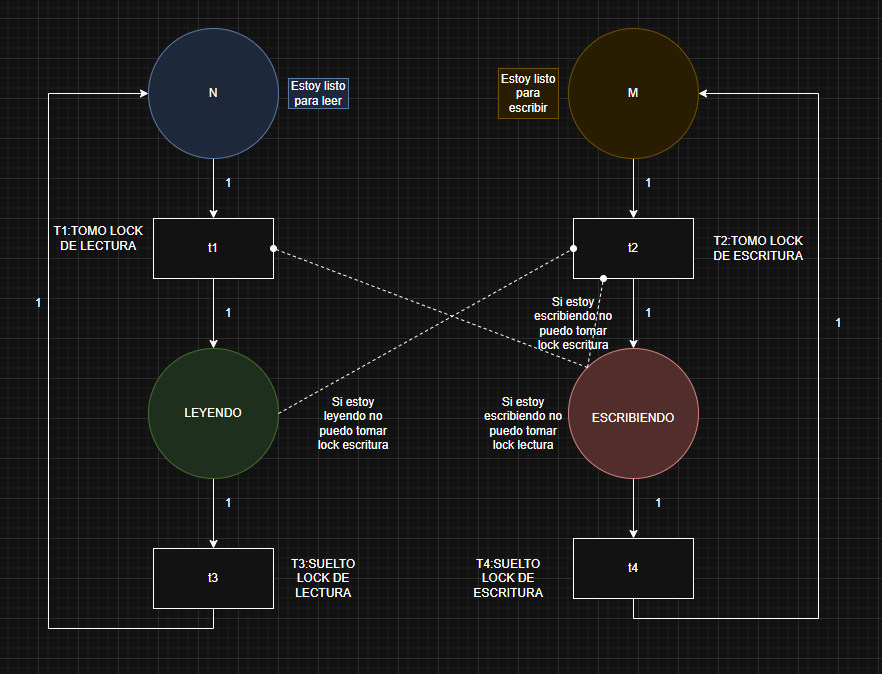 N
Estoy listo
para leer
Estoy listo
para
escribir
M
1
1
T1:TOMO LOCK
DE LECTURA
t1
t2
T2:TOMO LOCK
DE ESCRITURA
1
1
1
1
1
Si estoy
escribiendo no
puedo tomar
lock escritura
LEYENDO
Si estoy
leyendo no
puedo tomar
lock escritura
Si estoy
escribiendo no
puedo tomar
lock lectura
ESCRIBIENDO
1
1
t3
T3:SUELTO
LOCK DE
LECTURA
T4:SUELTO
LOCK DE
ESCRITURA
t4